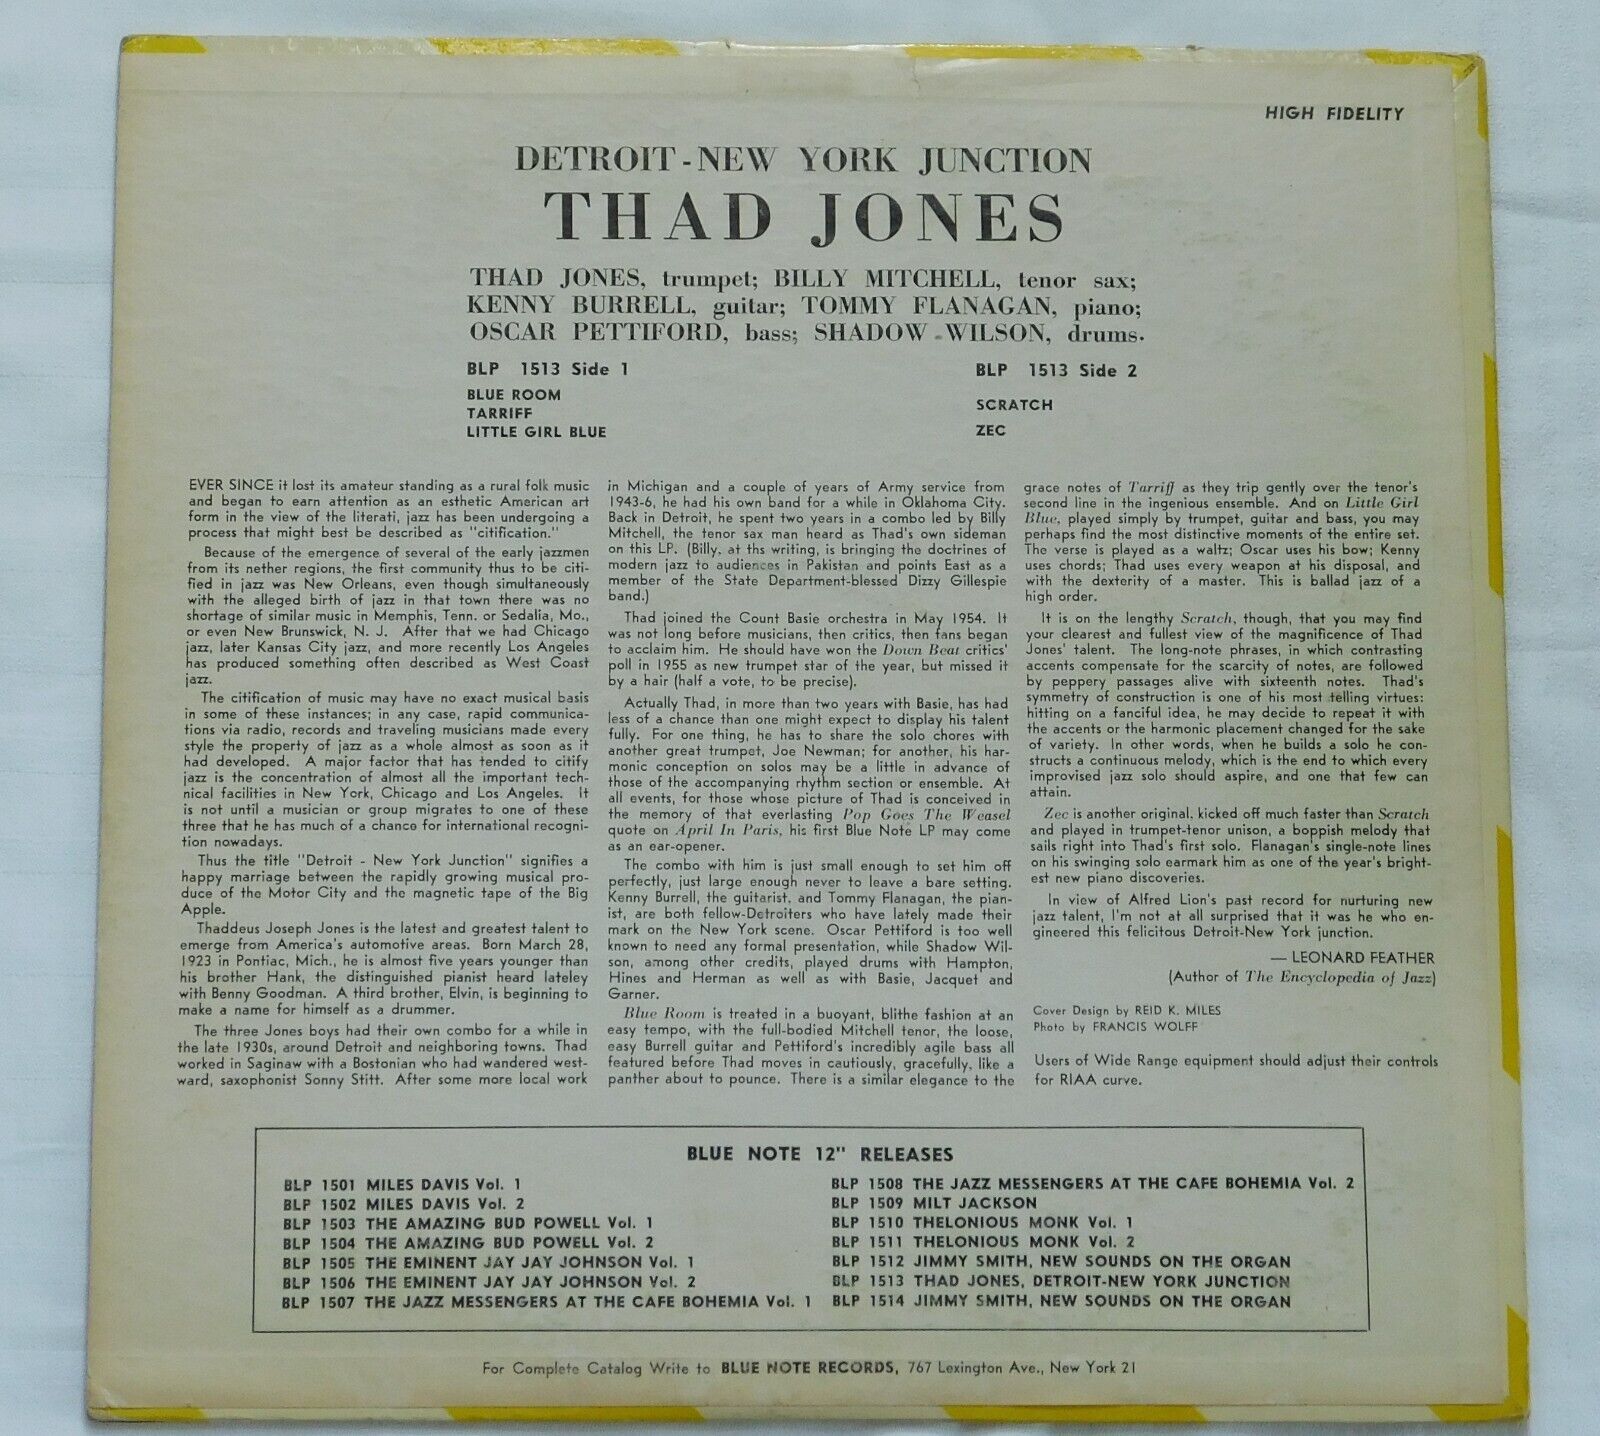 HIGH FIDELITY
DETROIT - NEW YORK JUNCTION
THAD JONES
THAD JONES, trumpet; BILLY MITCHELL, tenor sax;
KENNY BURRELL, guitar; TOMMY FLANAGAN, piano;
OSCAR PETTIFORD, bass; SHADOW WILSON, drums.
BLP 1513 Side 1
BLUE ROOM
TARRIFF
LITTLE GIRL BLUE
BLP 1513 Side 2
SCRATCH
ZEC
EVER SINCE it lost its amateur standing as a rural folk music
and began to earn attention as an esthetic American art
form in the view of the literati, jazz has been undergoing a
process that might best be described as "citification."
Because of the emergence of several of the early jazzmen
from its nether regions, the first community thus to be citi-
fied in jazz was New Orleans, even though simultaneously
with the alleged birth of jazz in that town there was no
shortage of similar music in Memphis, Tenn. or Sedalia, Mo.,
or even New Brunswick, N. J. After that we had Chicago
jazz, later Kansas City jazz, and more recently Los Angeles
has produced something often described as West Coast
jazz.
The citification of music may have no exact musical basis
in some of these instances; in any case, rapid communica-
tions via radio, records and traveling musicians made every
style the property of jazz as a whole almost as soon as it
had developed. A major factor that has tended to citify
jazz is the concentration of almost all the important tech-
nical facilities in New York, Chicago and Los Angeles. It
is not until a musician or group migrates to one of these
three that he has much of a chance for international recogni-
tion nowadays.
Thus the title "Detroit - New York Junction" signifies a
happy marriage between the rapidly growing musical pro-
duce of the Motor City and the magnetic tape of the Big
Apple.
Thaddeus Joseph Jones is the latest and greatest talent to
emerge from America's automotive areas. Born March 28,
1923 in Pontiac, Mich., he is almost five years younger than
his brother Hank, the distinguished pianist heard lateley
with Benny Goodman. A third brother, Elvin, is beginning to
make a name for himself as a drummer.
The three Jones boys had their own combo for a while in
the late 1930s, around Detroit and neighboring towns. Thad
worked in Saginaw with a Bostonian who had wandered west-
ward, saxophonist Sonny Stitt. After some more local work
in Michigan and a couple of years of Army service from
1943-6, he had his own band for a while in Oklahoma City.
Back in Detroit, he spent two years in a combo led by Billy
Mitchell, the tenor sax man heard as Thad's own sideman
on this LP. (Billy, at ths writing, is bringing the doctrines of
modern jazz to audiences in Pakistan and points East as a
member of the State Department-blessed Dizzy Gillespie
band.)
Thad joined the Count Basie orchestra in May 1954. It
was not long before musicians, then critics, then fans began
to acclaim him. He should have won the Down Beat critics'
poll in 1955 as new trumpet star of the year, but missed it
by a hair (half a vote, to be precise).
Actually Thad, in more than two years with Basie, has had
less of a chance than one might expect to display his talent
fully. For one thing, he has to share the solo chores with
another great trumpet, Joe Newman; for another, his har-
monic conception on solos may be a little in advance of
those of the accompanying rhythm section or ensemble. At
all events, for those whose picture of Thad is conceived in
the memory of that everlasting Pop Goes The Weasel
quote on April In Paris, his first Blue Note LP may come
as an ear-opener.
The combo with him is just small enough to set him off
perfectly, just large enough never to leave a bare setting.
Kenny Burrell, the guitarist, and Tommy Flanagan, the pian-
ist, are both fellow-Detroiters who have lately made their
mark on the New York scene. Oscar Pettiford is too well
known to need any formal presentation, while Shadow Wil-
son, among other credits, played drums with Hampton,
Hines and Herman as well as with Basie, Jacquet and
Garner.
Blue Room is treated in a buoyant, blithe fashion at an
easy tempo, with the full-bodied Mitchell tenor, the loose,
easy Burrell guitar and Pettiford's incredibly agile bass all
featured before Thad moves in cautiously, gracefully, like a
panther about to pounce. There is a similar elegance to the
grace notes of Tarriff as they trip gently over the tenor's
second line in the ingenious ensemble. And on Little Girl
Blue, played simply by trumpet, guitar and bass, you may
perhaps find the most distinctive moments of the entire set.
The verse is played as a waltz; Oscar uses his bow; Kenny
uses chords; Thad uses every weapon at his disposal, and
with the dexterity of a master. This is ballad jazz of a
high order.
It is on the lengthy Scratch, though, that you may find
your clearest and fullest view of the magnificence of Thad
Jones' talent. The long-note phrases, in which contrasting
accents compensate for the scarcity of notes, are followed
by peppery passages alive with sixteenth notes. Thad's
symmetry of construction is one of his most telling virtues:
hitting on a fanciful idea, he may decide to repeat it with
the accents or the harmonic placement changed for the sake
of variety. In other words, when he builds a solo he con-
structs a continuous melody, which is the end to which every
improvised jazz solo should aspire, and one that few can
attain.
Zec is another original, kicked off much faster than Scratch
and played in trumpet-tenor unison, a boppish melody that
sails right into Thad's first solo. Flanagan's single-note lines
on his swinging solo earmark him as one of the year's bright-
est new piano discoveries.
In view of Alfred Lion's past record for nurturing new
jazz talent, I'm not at all surprised that it was he who en-
gineered this felicitous Detroit-New York junction.
— LEONARD FEATHER
(Author of The Encyclopedia of Jazz)
Cover Design by REID K. MILES
Photo by FRANCIS WOLFF
Users of Wide Range equipment should adjust their controls
for RIAA curve.
BLUE NOTE 12" RELEASES
BLP 1501 MILES DAVIS Vol. 1
BLP 1502 MILES DAVIS Vol. 2
BLP 1503 THE AMAZING BUD POWELL Vol. 1
BLP 1504 THE AMAZING BUD POWELL Vol. 2
BLP 1505 THE EMINENT JAY JAY JOHNSON Vol. 1
BLP 1506 THE EMINENT JAY JAY JOHNSON Vol. 2
BLP 1507 THE JAZZ MESSENGERS AT THE CAFE BOHEMIA Vol. 1
BLP 1508 THE JAZZ MESSENGERS AT THE CAFE BOHEMIA Vol. 2
BLP 1509 MILT JACKSON
BLP 1510 THELONIOUS MONK Vol. 1
BLP 1511 THELONIOUS MONK Vol. 2
BLP 1512 JIMMY SMITH, NEW SOUNDS ON THE ORGAN
BLP 1513 THAD JONES, DETROIT-NEW YORK JUNCTION
BLP 1514 JIMMY SMITH, NEW SOUNDS ON THE ORGAN
For Complete Catalog Write to BLUE NOTE RECORDS, 767 Lexington Ave., New York 21